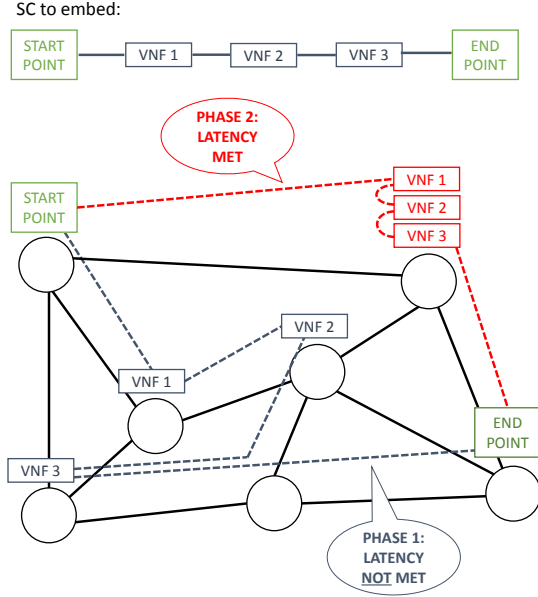 SC to embed:
START
POINT
VNF 1
VNF 2
VNF 3
END
POINT
PHASE 2:
LATENCY
MET
START
POINT
VNF 1
VNF 2
VNF 3
VNF 2
VNF 1
END
POINT
VNF 3
PHASE 1:
LATENCY
NOT MET